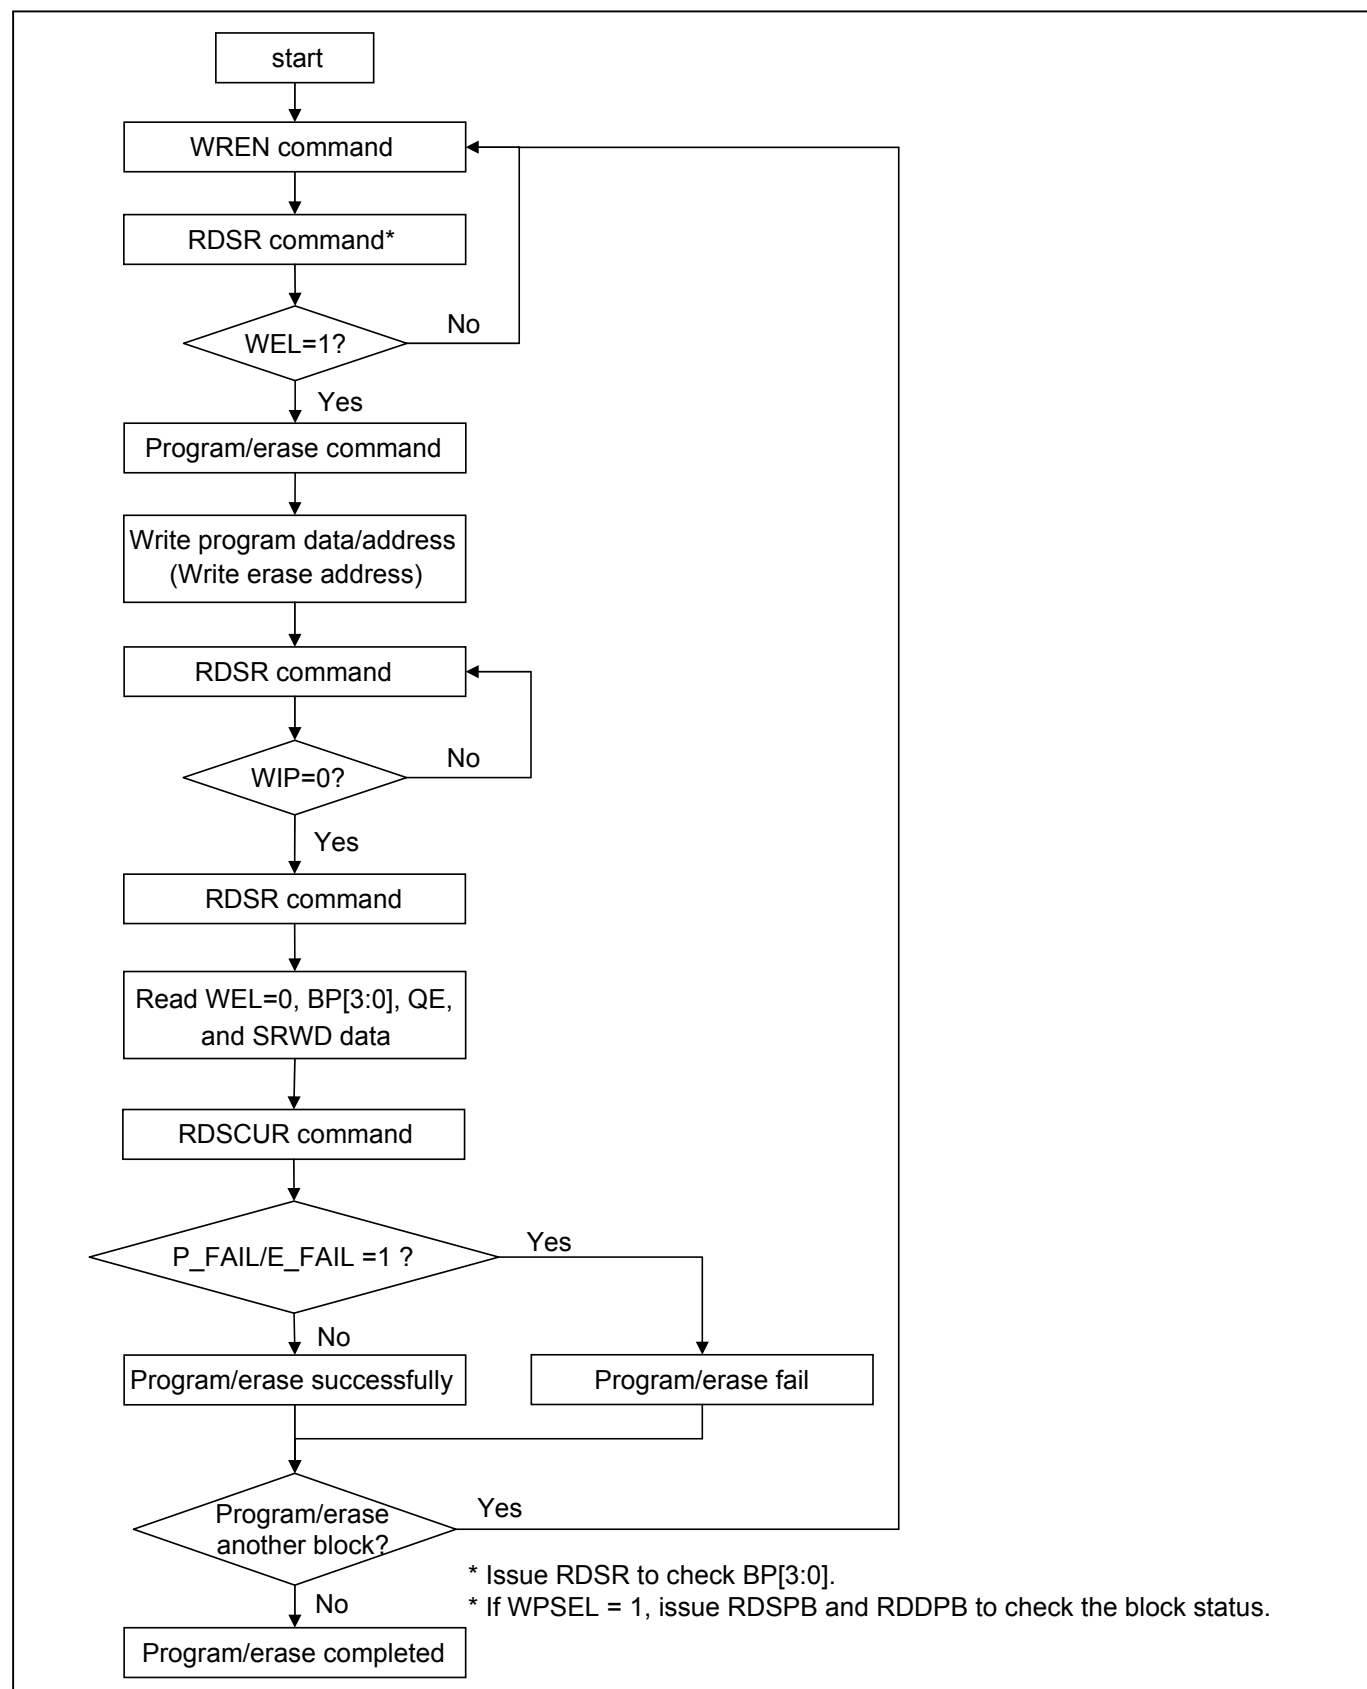 start
WREN command
RDSR command*
WEL=1?
No
Yes
Program/erase command
Write program data/address
(Write erase address)
RDSR command
WIP=0?
No
Yes
RDSR command
Read WEL=0, BP[3:0], QE,
and SRWD data
RDSCUR command
P_FAIL/E_FAIL =1 ?
Yes
No
Program/erase successfully
Program/erase fail
Program/erase
another block?
Yes
No
* Issue RDSR to check BP[3:0].
* If WPSEL = 1, issue RDSPB and RDDPB to check the block status.
Program/erase completed